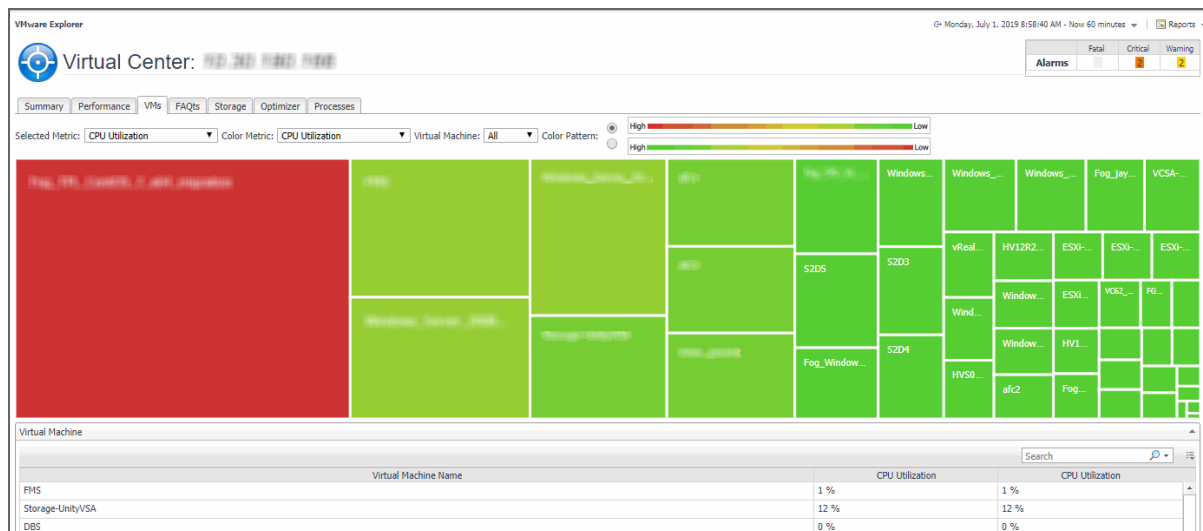 VMware Explorer
Monday, July 1, 2019 8:58:40 AM - Now 60 minutes
Reports
Virtual Center:
Fatal Critical Warning
Alarms 2 2
Summary Performance VMs FAQts Storage Optimizer Processes
Selected Metric: CPU Utilization Color Metric: CPU Utilization Virtual Machine: All Color Pattern:
High Low
High Low
Windows... Windows_... Windows_... Fog_jay... VCSA-...
S2D5 S2D3 vReal... HV12R2... ESXi-... ESXi-... ESXi-...
Window... ESXi... VC62_... FG...
Wind...
Fog_Window... S2D4 Window... HV1...
HVS0... afc2 Fog...
Virtual Machine
Search
Virtual Machine Name CPU Utilization CPU Utilization
FMS 1 % 1 %
Storage-UnityVSA 12 % 12 %
DBS 0 % 0 %